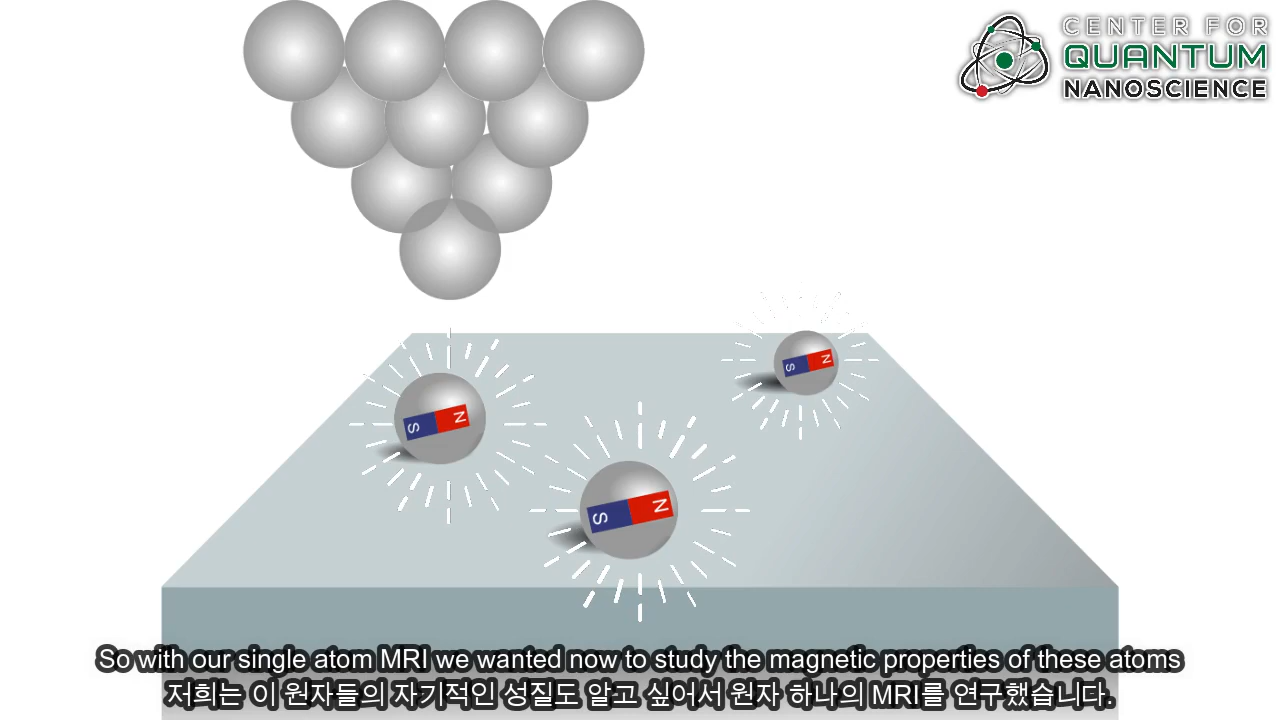 CENTER FOR
QUANTUM
NANOSCIENCE
S N
S N
S N
So with our single atom MRI we wanted now to study the magnetic properties of these atoms
저희는 이 원자들의 자기적인 성질도 알고 싶어서 원자 하나의 MRI를 연구했습니다.